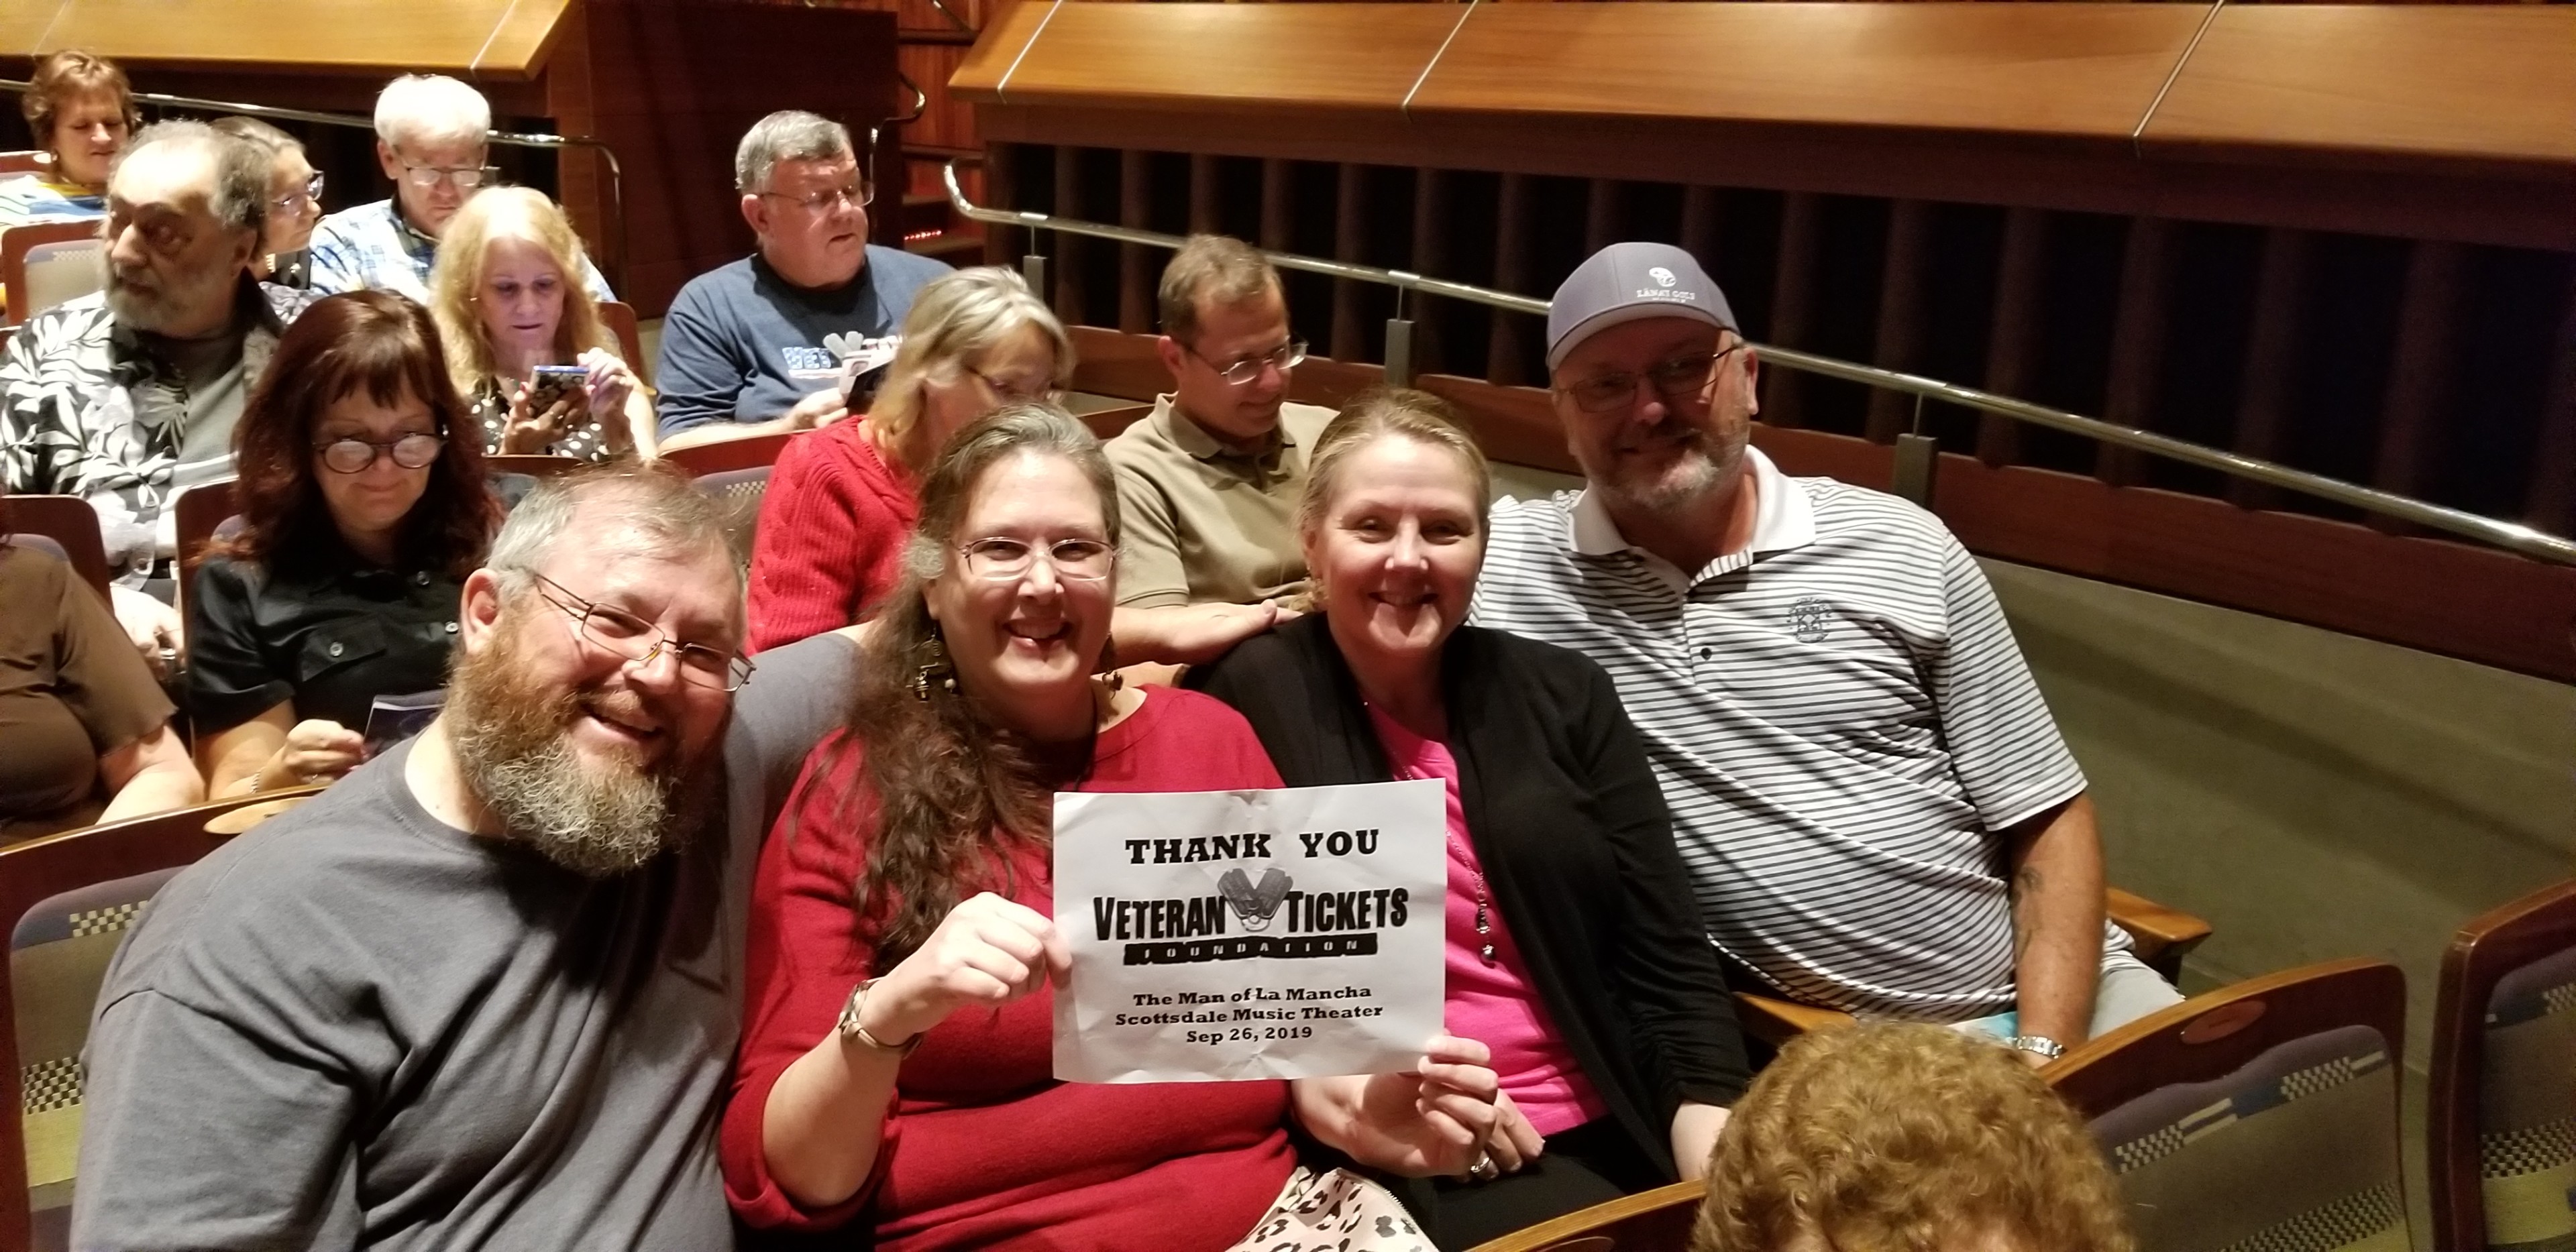 THANK YOU
VETERAN TICKETS
FOUNDATION
The Man of La Mancha
Scottsdale Music Theater
Sep 26, 2019